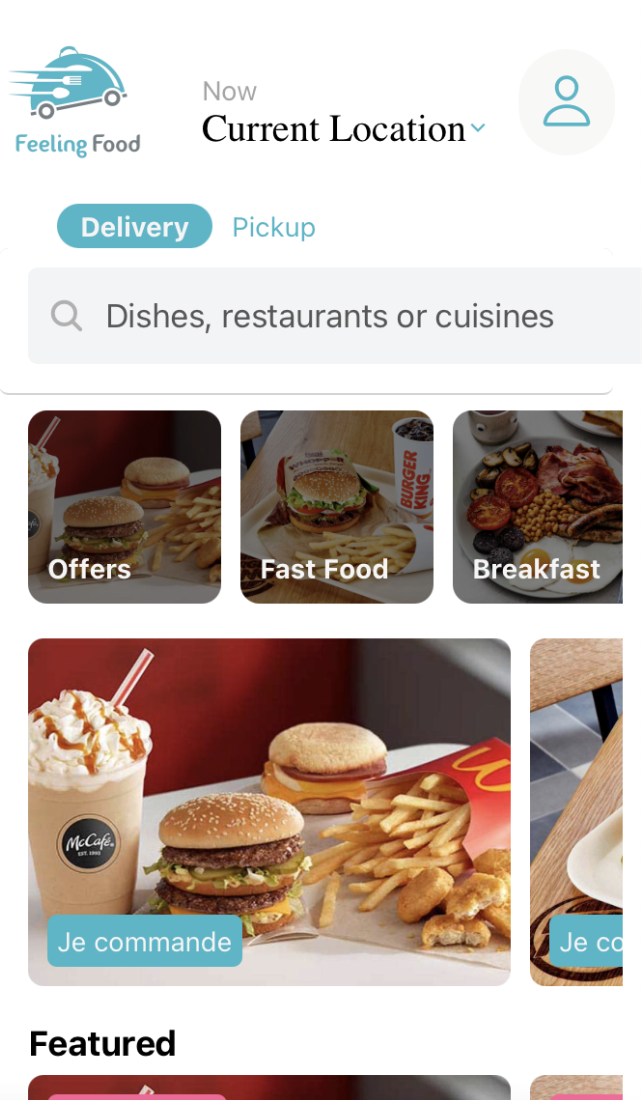 Now
Current Location
Feeling Food
Delivery
Pickup
Dishes, restaurants or cuisines
BURGER
KING
Offers
Fast Food
Breakfast
McCafé
EST. 1993
Je commande
Je co
Featured